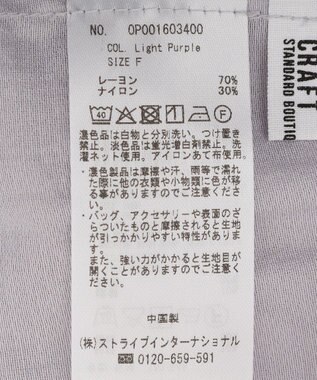 NO. OP001603400
COL. Light Purple
SIZE F
レーヨン 70%
ナイロン 30%
40
F
濃色品は白物と分別洗い。つけ置き
禁止。淡色品は蛍光増白剤禁止。洗
濯ネット使用。アイロンあて布使用。
・濃色製品は摩擦や汗、雨等で濡れ
た際に他の衣類や小物類に色が移
る事がありますのでご注意くださ
い。
・バッグ、アクセサリーや表面のざ
らついたものと摩擦されると生地
が引っかかりやすい特性がありま
す。
また、強い力がかかると生地目が
開くことがありますのでご注意く
ださい。
中国製
(株)ストライプインターナショナル
☎ 0120-659-591
CRAFT
STANDARD BOUTIQ